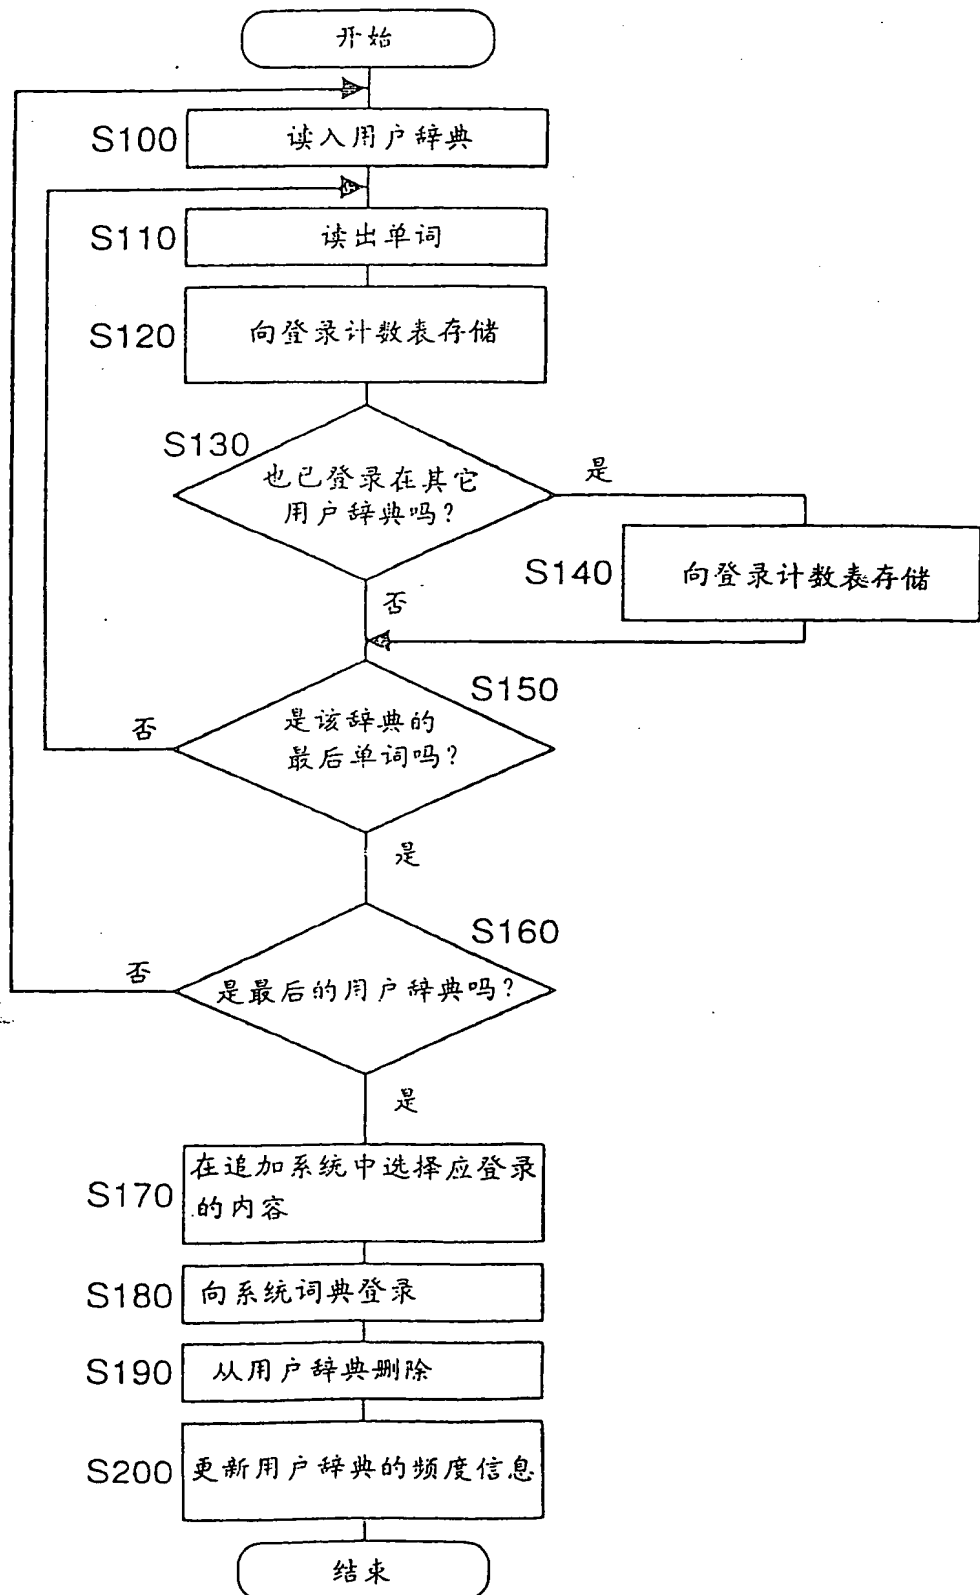 开始
S100
读入用户辞典
S110
读出单词
S120
向登录计数表存储
S130
也已登录在其它
用户辞典吗?
是
S140
向登录计数表存储
否
S150
是该辞典的
最后单词吗?
否
是
S160
是最后的用户辞典吗?
否
是
S170
在追加系统中选择应登录
的内容
S180
向系统词典登录
S190
从用户辞典删除
S200
更新用户辞典的频度信息
结束